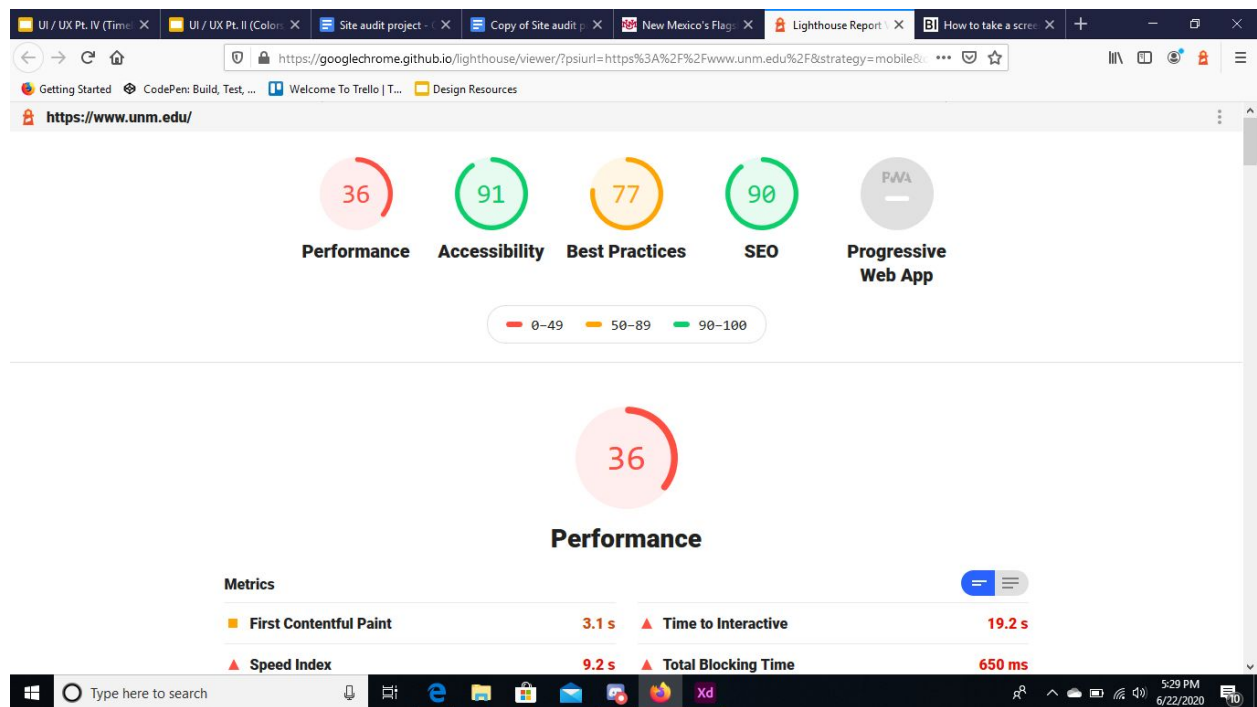 UI / UX Pt. IV (Time
UI / UX Pt. II (Colors
Site audit project -
Copy of Site audit p
New Mexico's Flags
Lighthouse Report
BI How to take a scree
https://googlechrome.github.io/lighthouse/viewer/?psiurl=https%3A%2F%2Fwww.unm.edu%2F&strategy=mobile&
Getting Started CodePen: Build, Test, ... Welcome To Trello | T... Design Resources
https://www.unm.edu/
36 91 77 90 PWA
Performance Accessibility Best Practices SEO Progressive
Web App
0-49 50-89 90-100
36
Performance
Metrics
First Contentful Paint 3.1 s Time to Interactive 19.2 s
Speed Index 9.2 s Total Blocking Time 650 ms
Type here to search Xd 5:29 PM
6/22/2020 10